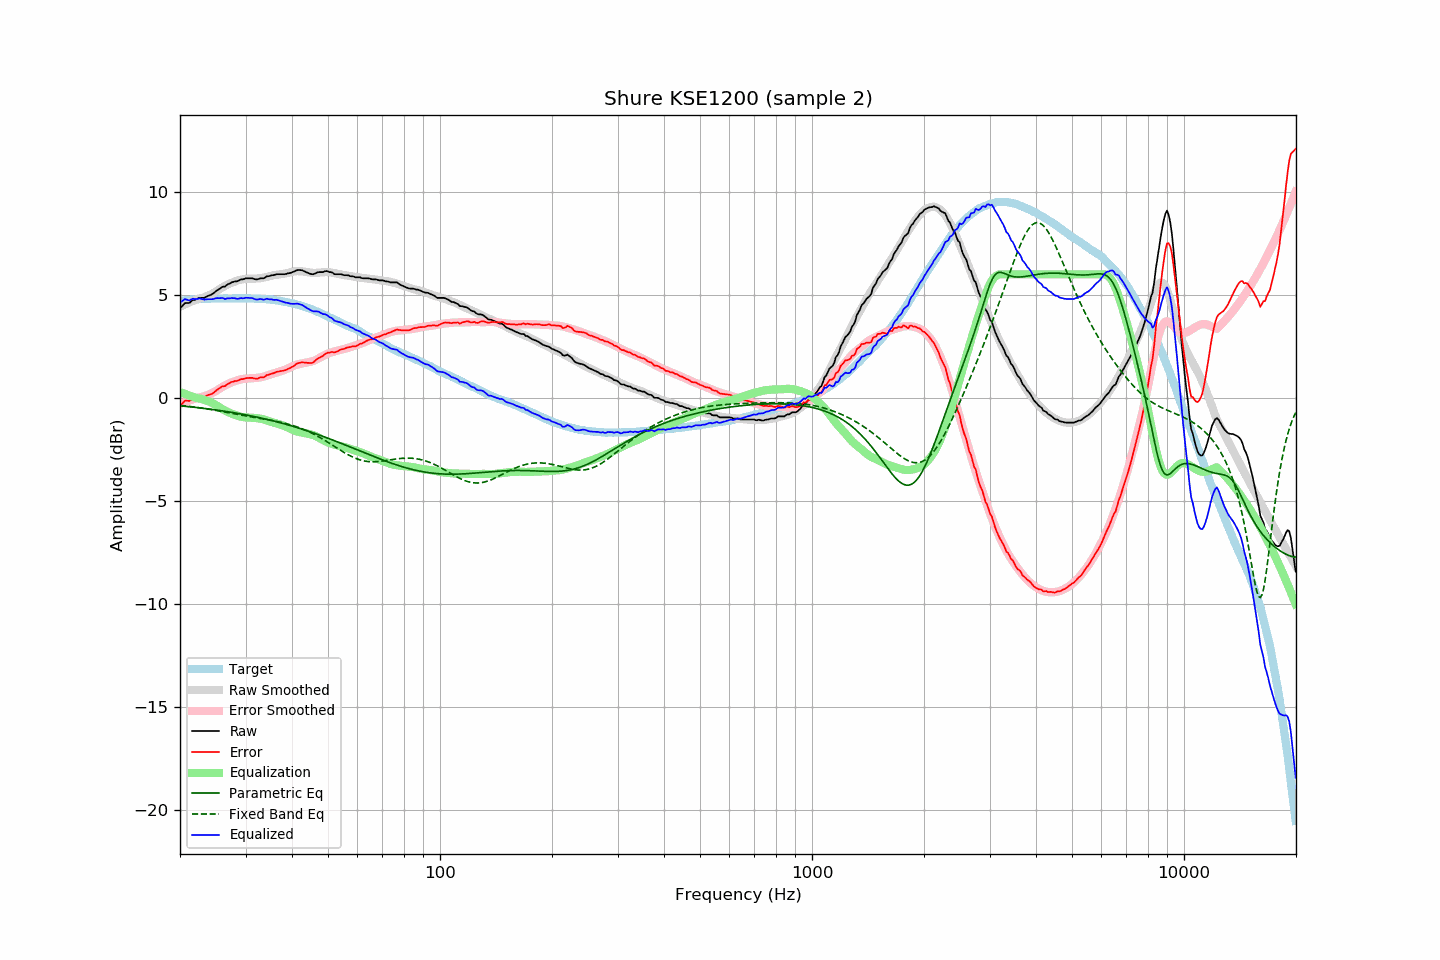 Shure KSE1200 (sample 2)
10
5
0
−5
−10
−15
−20
Amplitude (dBr)
Target
Raw Smoothed
Error Smoothed
Raw
Error
Equalization
Parametric Eq
Fixed Band Eq
Equalized
100
1000
10000
Frequency (Hz)